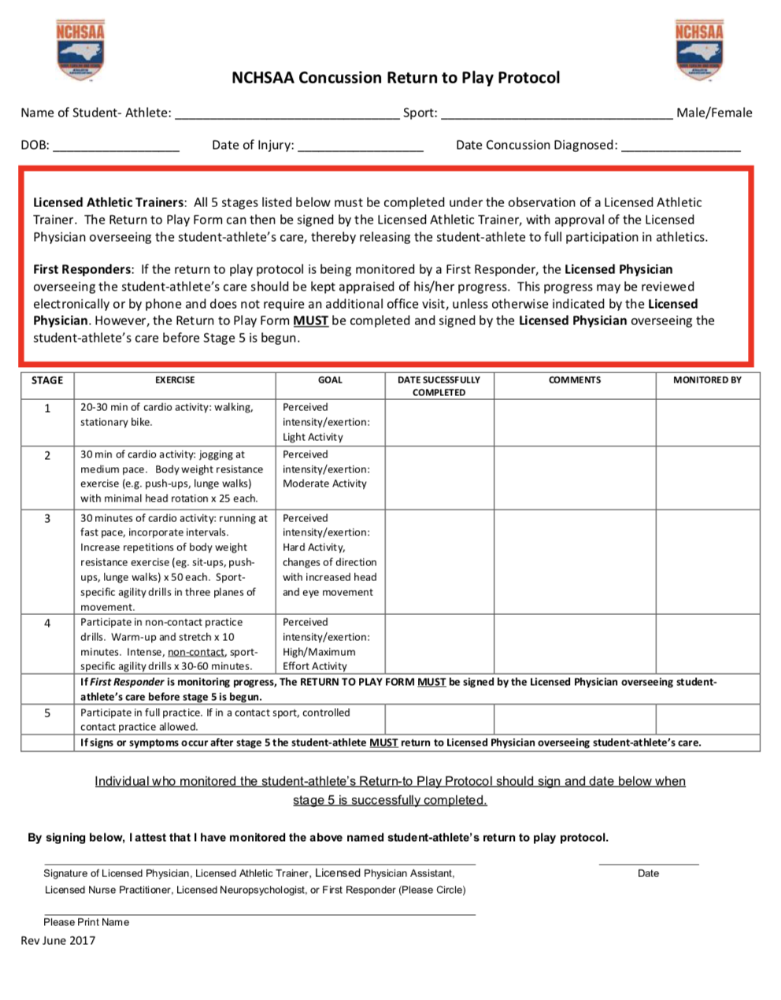 NCHSAA
NCHSAA
NCHSAA Concussion Return to Play Protocol
Name of Student- Athlete: ________________________________ Sport: _________________________________ Male/Female
DOB: __________________ Date of Injury: __________________ Date Concussion Diagnosed: _________________
Licensed Athletic Trainers: All 5 stages listed below must be completed under the observation of a Licensed Athletic
Trainer. The Return to Play Form can then be signed by the Licensed Athletic Trainer, with approval of the Licensed
Physician overseeing the student-athlete's care, thereby releasing the student-athlete to full participation in athletics.
First Responders: If the return to play protocol is being monitored by a First Responder, the Licensed Physician
overseeing the student-athlete's care should be kept appraised of his/her progress. This progress may be reviewed
electronically or by phone and does not require an additional office visit, unless otherwise indicated by the Licensed
Physician. However, the Return to Play Form MUST be completed and signed by the Licensed Physician overseeing the
student-athlete's care before Stage 5 is begun.
STAGE EXERCISE GOAL DATE SUCESSFULLY COMMENTS MONITORED BY
COMPLETED
1 20-30 min of cardio activity: walking, Perceived
stationary bike. intensity/exertion:
Light Activity
2 30 min of cardio activity: jogging at Perceived
medium pace. Body weight resistance intensity/exertion:
exercise (e.g. push-ups, lunge walks) Moderate Activity
with minimal head rotation x 25 each.
3 30 minutes of cardio activity: running at Perceived
fast pace, incorporate intervals. intensity/exertion:
Increase repetitions of body weight Hard Activity,
resistance exercise (eg. sit-ups, push- changes of direction
ups, lunge walks) x 50 each. Sport- with increased head
specific agility drills in three planes of and eye movement
movement.
4 Participate in non-contact practice Perceived
drills. Warm-up and stretch x 10 intensity/exertion:
minutes. Intense, non-contact, sport- High/Maximum
specific agility drills x 30-60 minutes. Effort Activity
If First Responder is monitoring progress, The RETURN TO PLAY FORM MUST be signed by the Licensed Physician overseeing student-
athlete's care before stage 5 is begun.
5 Participate in full practice. If in a contact sport, controlled
contact practice allowed.
If signs or symptoms occur after stage 5 the student-athlete MUST return to Licensed Physician overseeing student-athlete's care.
Individual who monitored the student-athlete's Return-to Play Protocol should sign and date below when
stage 5 is successfully completed.
By signing below, I attest that I have monitored the above named student-athlete's return to play protocol.
Signature of Licensed Physician, Licensed Athletic Trainer, Licensed Physician Assistant, Date
Licensed Nurse Practitioner, Licensed Neuropsychologist, or First Responder (Please Circle)
Please Print Name
Rev June 2017